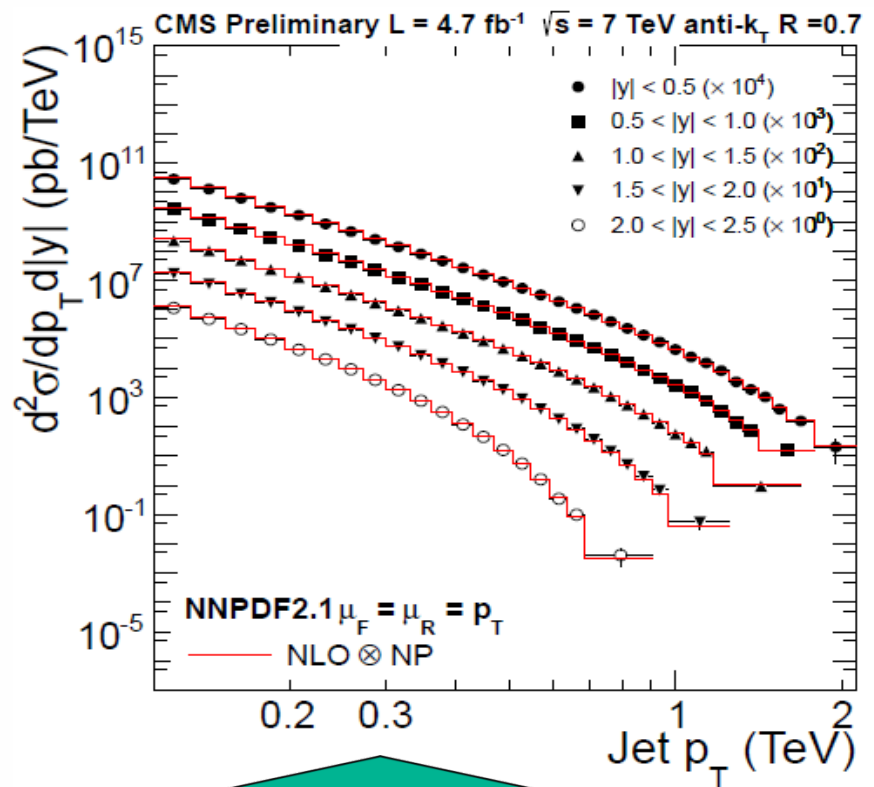 CMS Preliminary L = 4.7 fb⁻¹ √s = 7 TeV anti-k_T R =0.7
10¹⁵
10¹¹
10⁷
10³
10⁻¹
10⁻⁵
d²σ/dp_T d|y| (pb/TeV)
|y| < 0.5 (× 10⁴)
0.5 < |y| < 1.0 (× 10³)
1.0 < |y| < 1.5 (× 10²)
1.5 < |y| < 2.0 (× 10¹)
2.0 < |y| < 2.5 (× 10⁰)
NNPDF2.1 μ_F = μ_R = p_T
NLO ⊗ NP
0.2 0.3 1 2
Jet p_T (TeV)